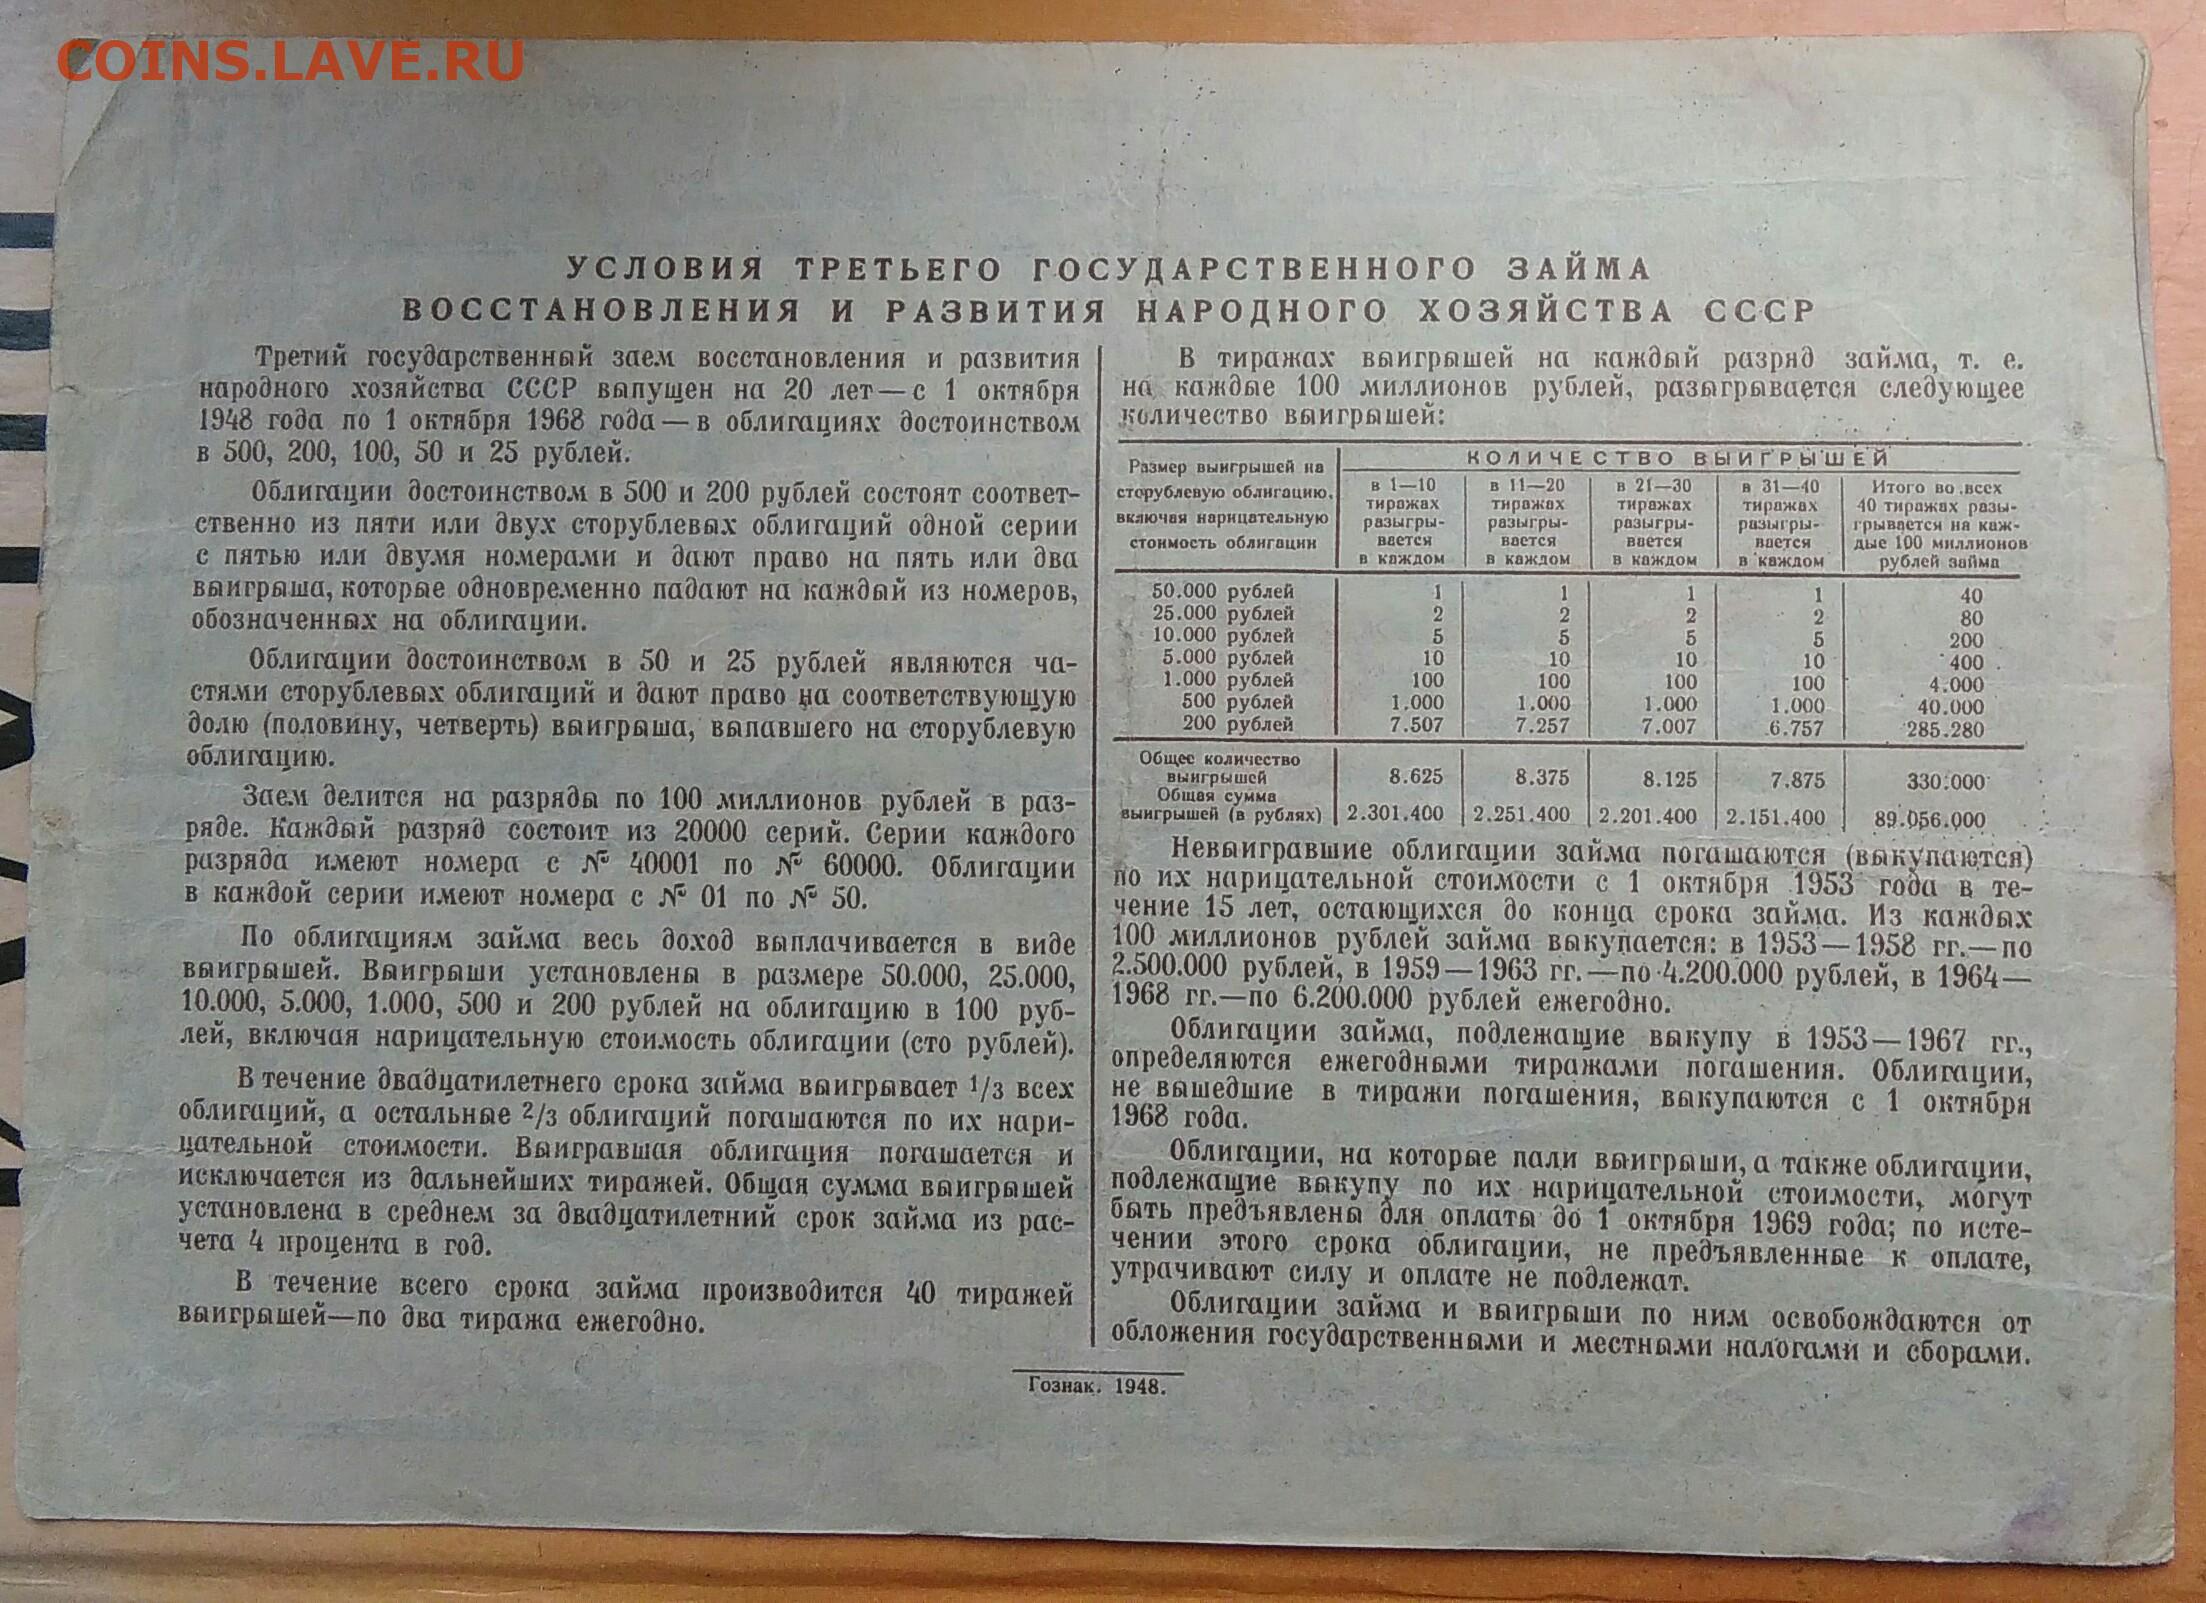 COINS.LAVE.RU
УСЛОВИЯ ТРЕТЬЕГО ГОСУДАРСТВЕННОГО ЗАЙМА
ВОССТАНОВЛЕНИЯ И РАЗВИТИЯ НАРОДНОГО ХОЗЯЙСТВА СССР
Третий государственный заем восстановления и развития
народного хозяйства СССР выпущен на 20 лет—с 1 октября
1948 года по 1 октября 1968 года—в облигациях достоинством
в 500, 200, 100, 50 и 25 рублей.
Облигации достоинством в 500 и 200 рублей состоят соответ-
ственно из пяти или двух сторублевых облигаций одной серии
с пятью или двумя номерами и дают право на пять или два
выигрыша, которые одновременно падают на каждый из номеров,
обозначенных на облигации.
Облигации достоинством в 50 и 25 рублей являются ча-
стями сторублевых облигаций и дают право на соответствующую
долю (половину, четверть) выигрыша, выпавшего на сторублевую
облигацию.
Заем делится на разряды по 100 миллионов рублей в раз-
ряде. Каждый разряд состоит из 20000 серий. Серии каждого
разряда имеют номера с № 40001 по № 60000. Облигации
в каждой серии имеют номера с № 01 по № 50.
По облигациям займа весь доход выплачивается в виде
выигрышей. Выигрыши установлены в размере 50.000, 25.000,
10.000, 5.000, 1.000, 500 и 200 рублей на облигацию в 100 руб-
лей, включая нарицательную стоимость облигации (сто рублей).
В течение двадцатилетнего срока займа выигрывает 1/3 всех
облигаций, а остальные 2/3 облигаций погашаются по их нари-
цательной стоимости. Выигравшая облигация погашается и
исключается из дальнейших тиражей. Общая сумма выигрышей
установлена в среднем за двадцатилетний срок займа из рас-
чета 4 процента в год.
В течение всего срока займа производится 40 тиражей
выигрышей—по два тиража ежегодно.
В тиражах выигрышей на каждый разряд займа, т. е.
на каждые 100 миллионов рублей, разыгрывается следующее
количество выигрышей:
Размер выигрышей на
сторублевую облигацию,
включая нарицательную
стоимость облигации
КОЛИЧЕСТВО ВЫИГРЫШЕЙ
в 1—10
тиражах
разыгры-
вается
в каждом
в 11—20
тиражах
разыгры-
вается
в каждом
в 21—30
тиражах
разыгры-
вается
в каждом
в 31—40
тиражах
разыгры-
вается
в каждом
Итого во всех
40 тиражах разы-
грывается на каж-
дые 100 миллионов
рублей займа
50.000 рублей 1 1 1 1 40
25.000 рублей 2 2 2 2 80
10.000 рублей 5 5 5 5 200
5.000 рублей 10 10 10 10 400
1.000 рублей 100 100 100 100 4.000
500 рублей 1.000 1.000 1.000 1.000 40.000
200 рублей 7.507 7.257 7.007 6.757 285.280
Общее количество
выигрышей 8.625 8.375 8.125 7.875 330.000
Общая сумма
выигрышей (в рублях) 2.301.400 2.251.400 2.201.400 2.151.400 89.056.000
Невыигравшие облигации займа погашаются (выкупаются)
по их нарицательной стоимости с 1 октября 1953 года в те-
чение 15 лет, остающихся до конца срока займа. Из каждых
100 миллионов рублей займа выкупается: в 1953—1958 гг.—по
2.500.000 рублей, в 1959—1963 гг.—по 4.200.000 рублей, в 1964—
1968 гг.—по 6.200.000 рублей ежегодно.
Облигации займа, подлежащие выкупу в 1953—1967 гг.,
определяются ежегодными тиражами погашения. Облигации,
не вышедшие в тиражи погашения, выкупаются с 1 октября
1968 года.
Облигации, на которые пали выигрыши, а также облигации,
подлежащие выкупу по их нарицательной стоимости, могут
быть предъявлены для оплаты до 1 октября 1969 года; по исте-
чении этого срока облигации, не предъявленные к оплате,
утрачивают силу и оплате не подлежат.
Облигации займа и выигрыши по ним освобождаются от
обложения государственными и местными налогами и сборами.
Гознак. 1948.